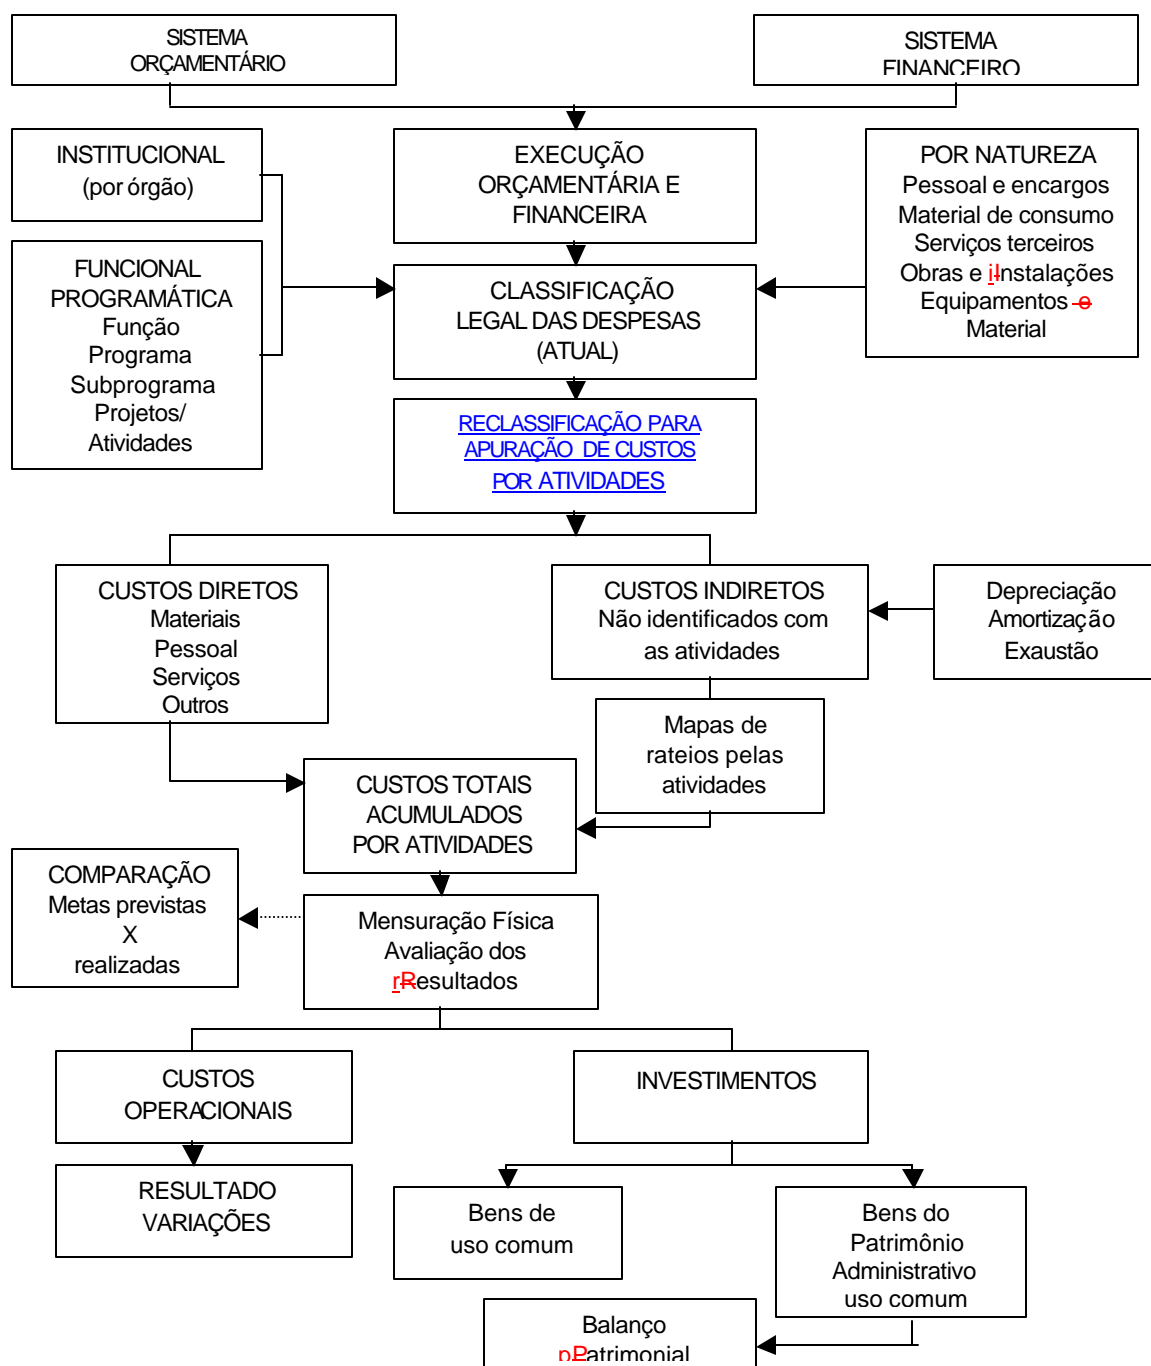 SISTEMA
ORÇAMENTÁRIO
SISTEMA
FINANCEIRO
INSTITUCIONAL
(por órgão)
EXECUÇÃO
ORÇAMENTÁRIA E
FINANCEIRA
POR NATUREZA
Pessoal e encargos
Material de consumo
Serviços terceiros
Obras e iInstalações
Equipamentos e
Material
FUNCIONAL
PROGRAMÁTICA
Função
Programa
Subprograma
Projetos/
Atividades
CLASSIFICAÇÃO
LEGAL DAS DESPESAS
(ATUAL)
RECLASSIFICAÇÃO PARA
APURAÇÃO DE CUSTOS
POR ATIVIDADES
CUSTOS DIRETOS
Materiais
Pessoal
Serviços
Outros
CUSTOS INDIRETOS
Não identificados com
as atividades
Depreciação
Amortização
Exaustão
Mapas de
rateios pelas
atividades
CUSTOS TOTAIS
ACUMULADOS
POR ATIVIDADES
COMPARAÇÃO
Metas previstas
X
realizadas
Mensuração Física
Avaliação dos
rResultados
CUSTOS
OPERACIONAIS
INVESTIMENTOS
RESULTADO
VARIAÇÕES
Bens de
uso comum
Bens do
Patrimônio
Administrativo
uso comum
Balanço
pPatrimonial